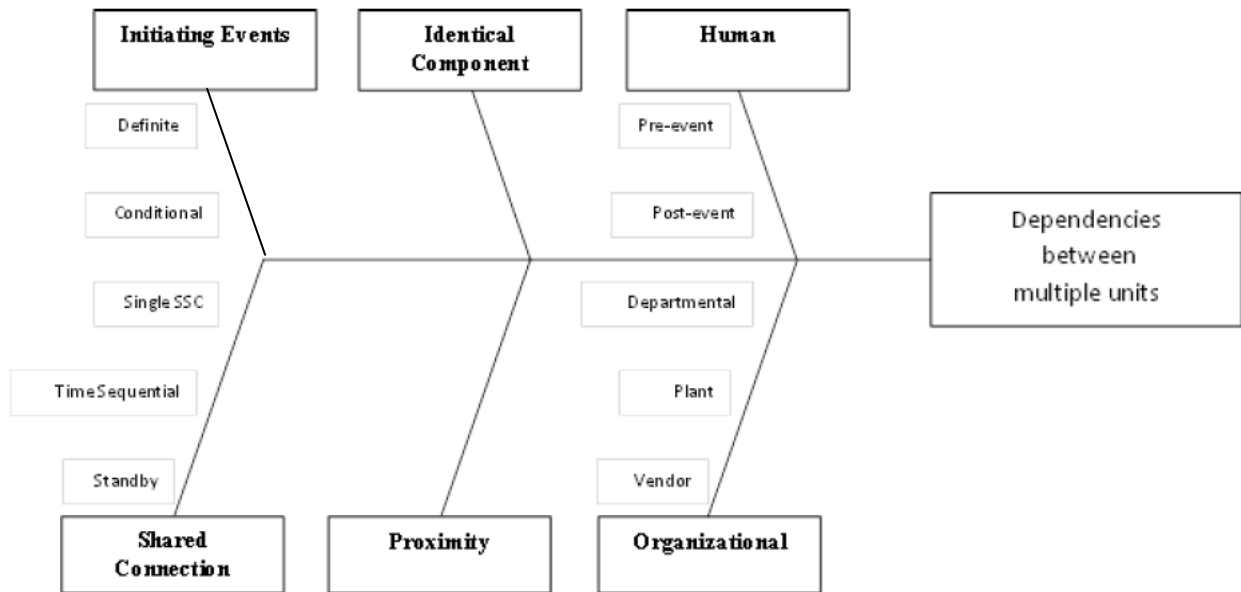 Initiating Events
Identical
Component
Human
Definite
Pre-event
Conditional
Post-event
Dependencies
between
multiple units
Single SSC
Departmental
Time Sequential
Plant
Standby
Vendor
Shared
Connection
Proximity
Organizational